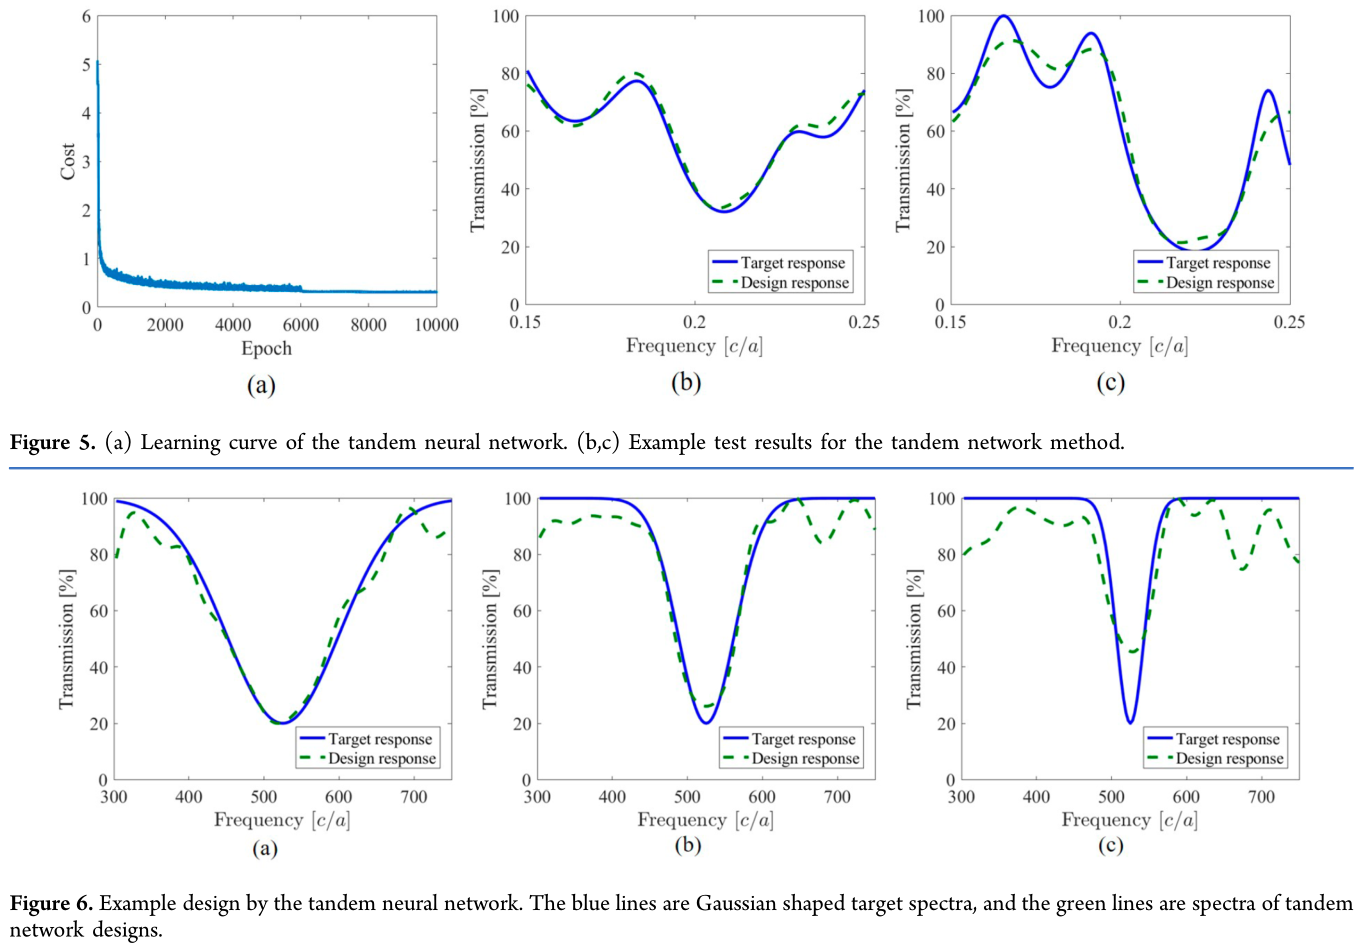 6
5
4
3
2
1
0
Cost
0 2000 4000 6000 8000 10000
Epoch
(a)
100
80
60
40
20
0
Transmission [%]
Target response
Design response
0.15 0.2 0.25
Frequency [c/a]
(b)
100
80
60
40
20
0
Transmission [%]
Target response
Design response
0.15 0.2 0.25
Frequency [c/a]
(c)
Figure 5. (a) Learning curve of the tandem neural network. (b,c) Example test results for the tandem network method.
100
80
60
40
20
0
Transmission [%]
Target response
Design response
300 400 500 600 700
Frequency [c/a]
(a)
100
80
60
40
20
0
Transmission [%]
Target response
Design response
300 400 500 600 700
Frequency [c/a]
(b)
100
80
60
40
20
0
Transmission [%]
Target response
Design response
300 400 500 600 700
Frequency [c/a]
(c)
Figure 6. Example design by the tandem neural network. The blue lines are Gaussian shaped target spectra, and the green lines are spectra of tandem
network designs.